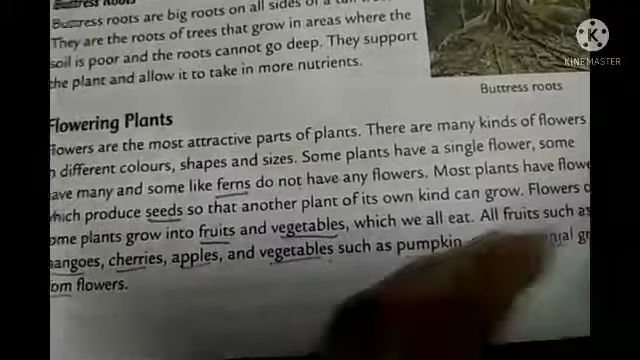 Buttress Roots
Buttress roots are big roots on all sides of a
They are the roots of trees that grow in areas where the
soil is poor and the roots cannot go deep. They support
the plant and allow it to take in more nutrients.
KINEMASTER
Buttress roots
Flowering Plants
Flowers are the most attractive parts of plants. There are many kinds of flowers
different colours, shapes and sizes. Some plants have a single flower, some
have many and some like ferns do not have any flowers. Most plants have flowe
which produce seeds so that another plant of its own kind can grow. Flowers o
some plants grow into fruits and vegetables, which we all eat. All fruits such as
mangoes, cherries, apples, and vegetables such as pumpkin
from flowers.